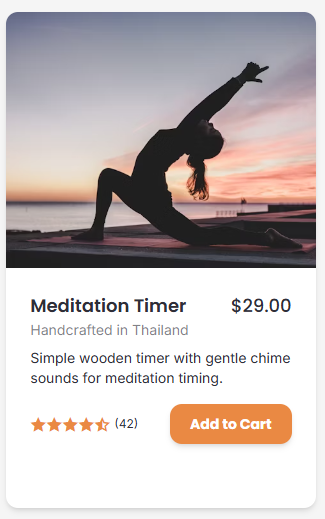 Meditation Timer $29.00
Handcrafted in Thailand
Simple wooden timer with gentle chime
sounds for meditation timing.
(42) Add to Cart